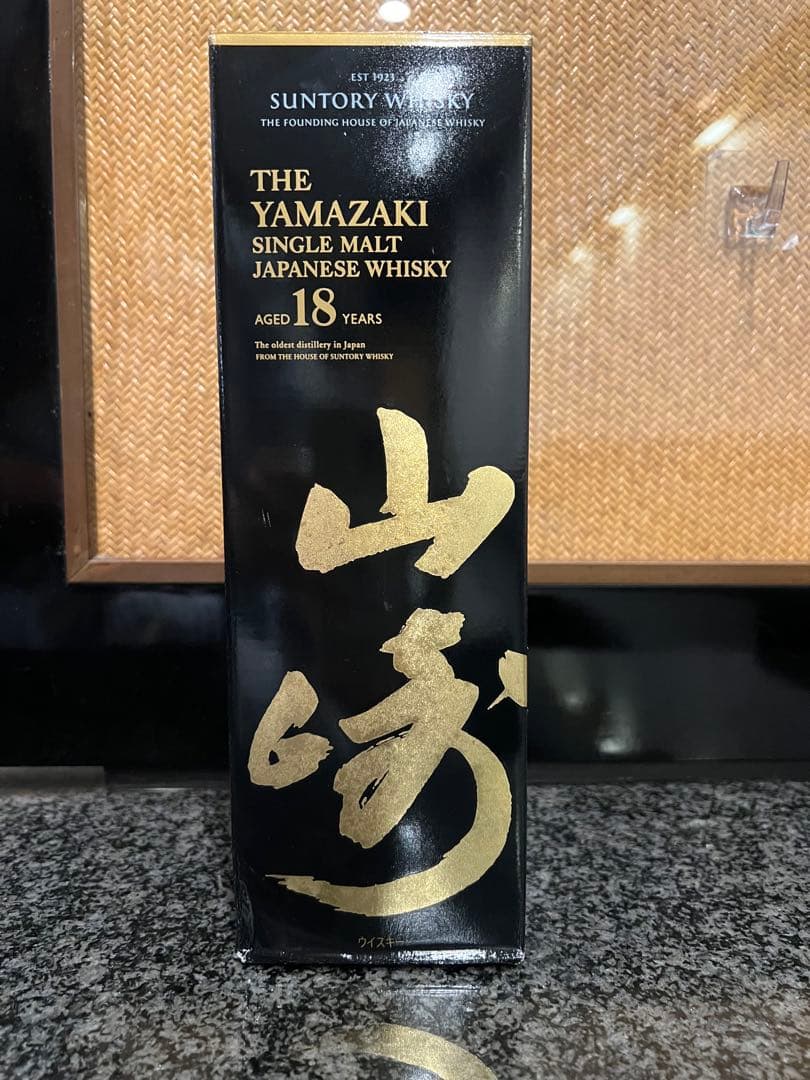 EST 1923
SUNTORY WHISKY
THE FOUNDING HOUSE OF JAPANESE WHISKY
THE
YAMAZAKI
SINGLE MALT
JAPANESE WHISKY
AGED 18 YEARS
The oldest distillery in Japan
FROM THE HOUSE OF SUNTORY WHISKY
山
崎
ウイスキー